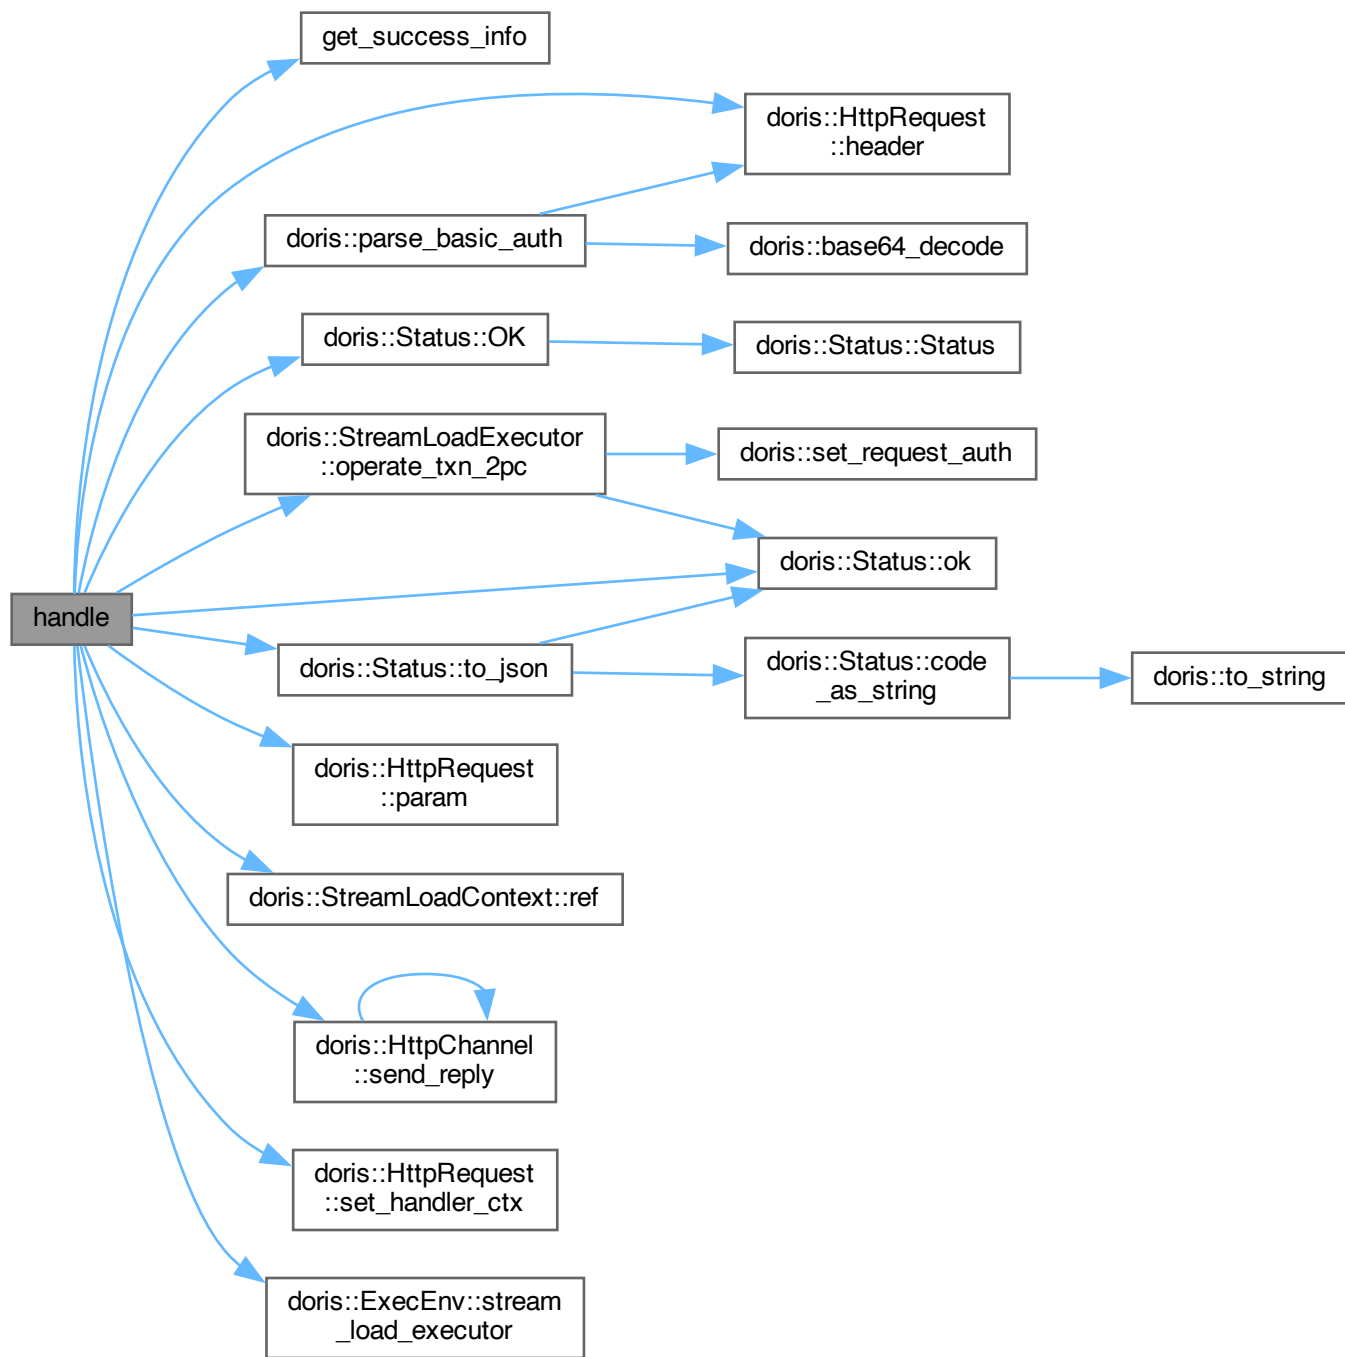 get_success_info
doris::HttpRequest
::header
doris::parse_basic_auth
doris::base64_decode
doris::Status::OK
doris::Status::Status
doris::StreamLoadExecutor
::operate_txn_2pc
doris::set_request_auth
doris::Status::ok
handle
doris::Status::to_json
doris::Status::code
_as_string
doris::to_string
doris::HttpRequest
::param
doris::StreamLoadContext::ref
doris::HttpChannel
::send_reply
doris::HttpRequest
::set_handler_ctx
doris::ExecEnv::stream
_load_executor